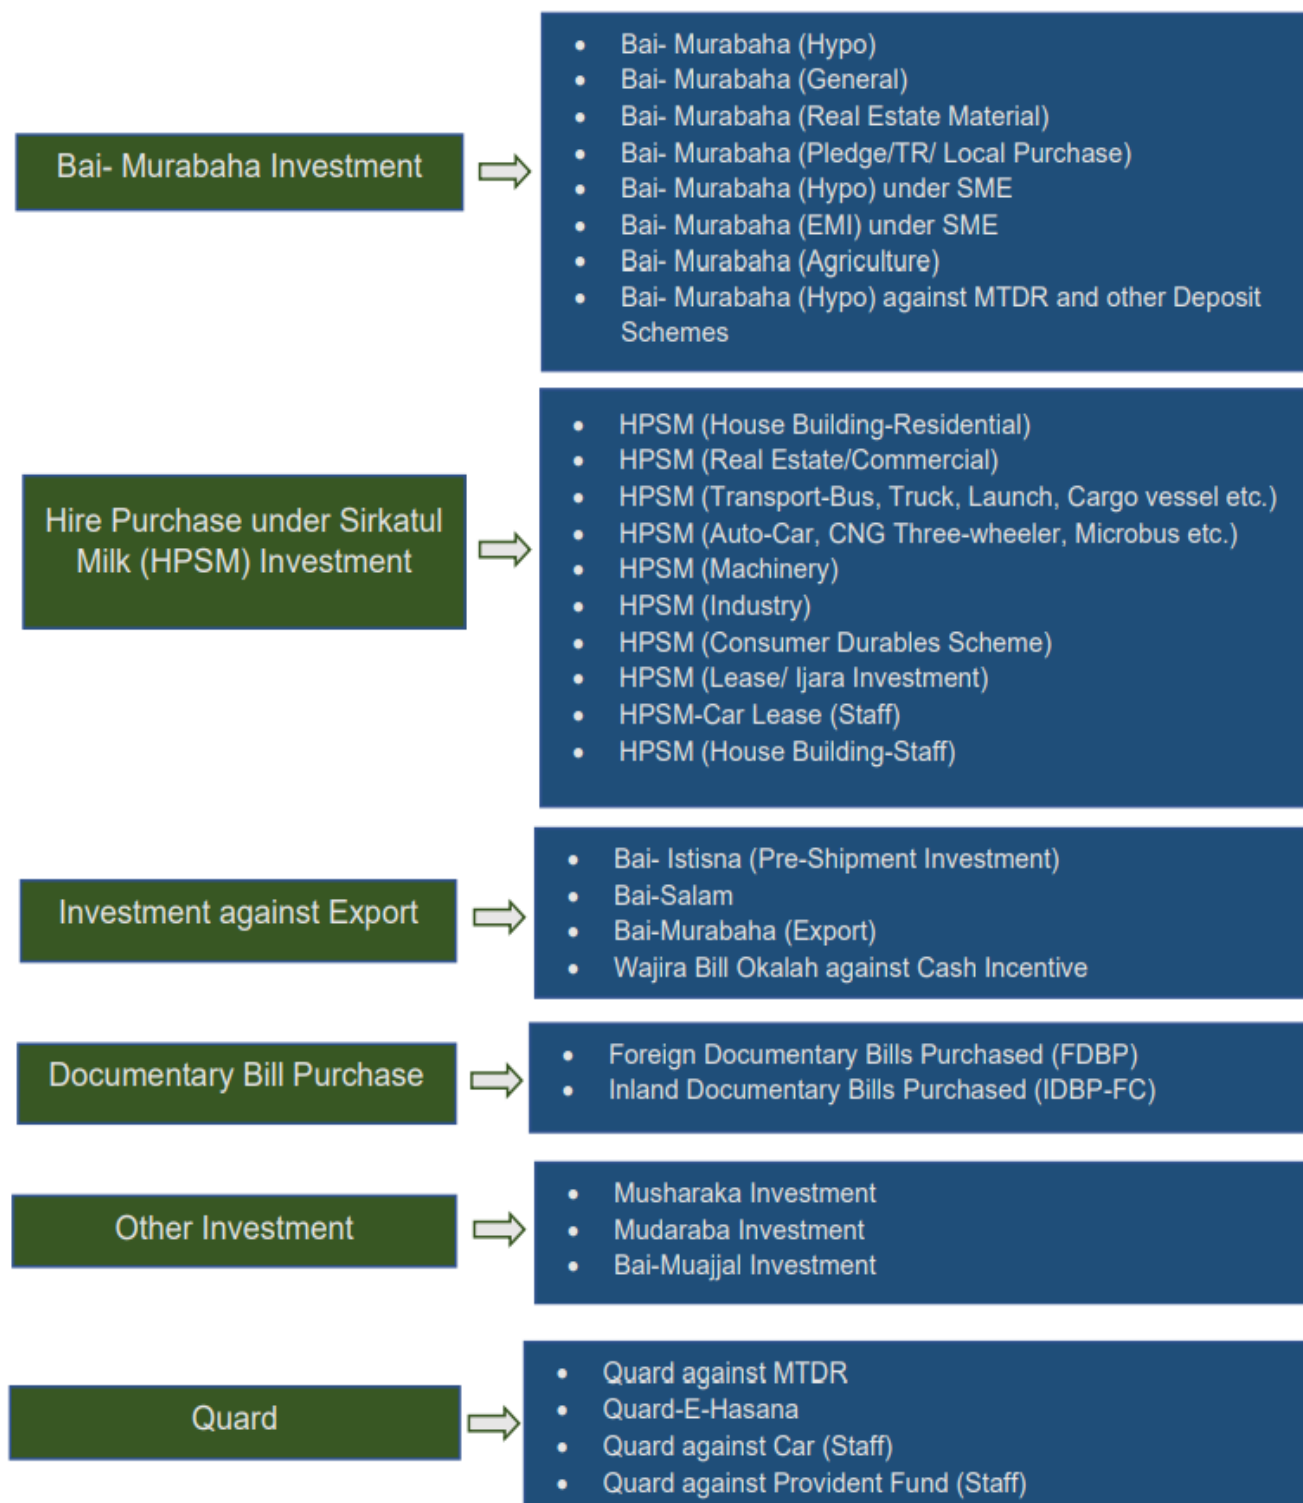 Bai- Murabaha Investment
• Bai- Murabaha (Hypo)
• Bai- Murabaha (General)
• Bai- Murabaha (Real Estate Material)
• Bai- Murabaha (Pledge/TR/ Local Purchase)
• Bai- Murabaha (Hypo) under SME
• Bai- Murabaha (EMI) under SME
• Bai- Murabaha (Agriculture)
• Bai- Murabaha (Hypo) against MTDR and other Deposit
Schemes
Hire Purchase under Sirkatul
Milk (HPSM) Investment
• HPSM (House Building-Residential)
• HPSM (Real Estate/Commercial)
• HPSM (Transport-Bus, Truck, Launch, Cargo vessel etc.)
• HPSM (Auto-Car, CNG Three-wheeler, Microbus etc.)
• HPSM (Machinery)
• HPSM (Industry)
• HPSM (Consumer Durables Scheme)
• HPSM (Lease/ Ijara Investment)
• HPSM-Car Lease (Staff)
• HPSM (House Building-Staff)
Investment against Export
• Bai- Istisna (Pre-Shipment Investment)
• Bai-Salam
• Bai-Murabaha (Export)
• Wajira Bill Okalah against Cash Incentive
Documentary Bill Purchase
• Foreign Documentary Bills Purchased (FDBP)
• Inland Documentary Bills Purchased (IDBP-FC)
Other Investment
• Musharaka Investment
• Mudaraba Investment
• Bai-Muajjal Investment
Quard
• Quard against MTDR
• Quard-E-Hasana
• Quard against Car (Staff)
• Quard against Provident Fund (Staff)